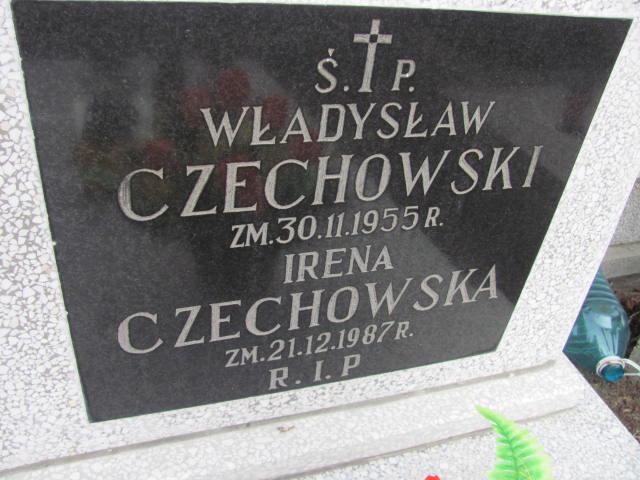 Ś. P.
WŁADYSŁAW
CZECHOWSKI
ZM. 30.11.1955 R.
IRENA
CZECHOWSKA
ZM. 21.12.1987 R.
R. I. P